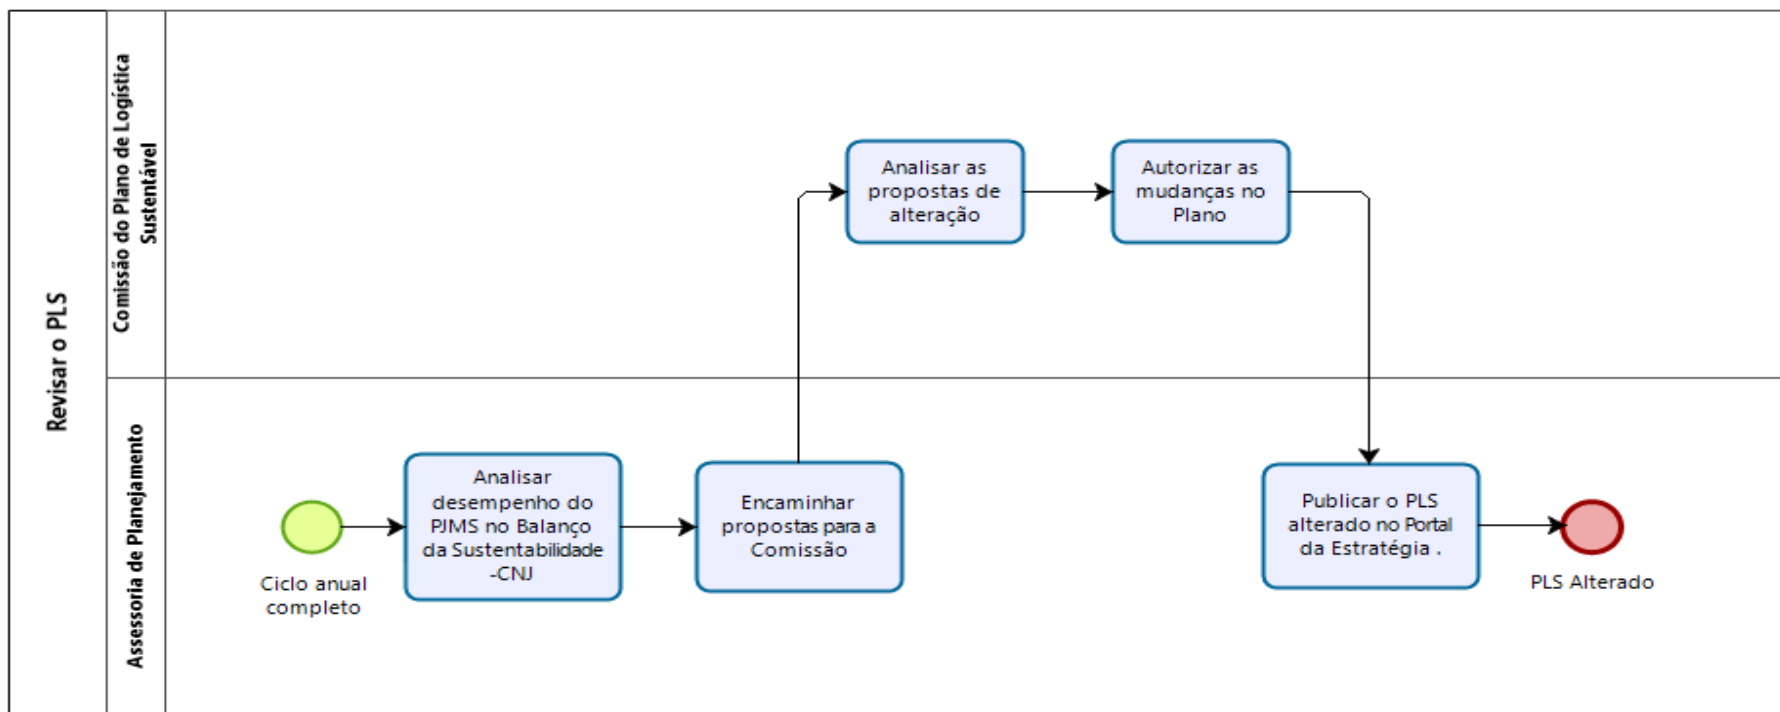 Revisar o PLS
Comissão do Plano de Logística
Sustentável
Analisar as
propostas de
alteração
Autorizar as
mudanças no
Plano
Assessoria de Planejamento
Ciclo anual
completo
Analisar
desempenho do
PJMS no Balanço
da Sustentabilidade
-CNJ
Encaminhar
propostas para a
Comissão
Publicar o PLS
alterado no Portal
da Estratégia .
PLS Alterado